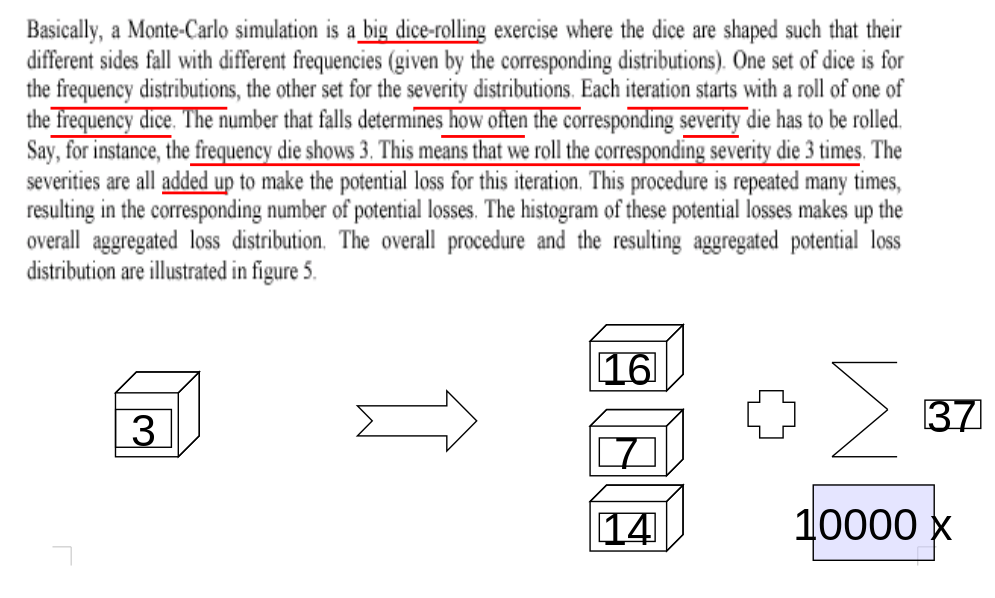 Basically, a Monte-Carlo simulation is a big dice-rolling exercise where the dice are shaped such that their
different sides fall with different frequencies (given by the corresponding distributions). One set of dice is for
the frequency distributions, the other set for the severity distributions. Each iteration starts with a roll of one of
the frequency dice. The number that falls determines how often the corresponding severity die has to be rolled.
Say, for instance, the frequency die shows 3. This means that we roll the corresponding severity die 3 times. The
severities are all added up to make the potential loss for this iteration. This procedure is repeated many times,
resulting in the corresponding number of potential losses. The histogram of these potential losses makes up the
overall aggregated loss distribution. The overall procedure and the resulting aggregated potential loss
distribution are illustrated in figure 5.
3
16
7
14
37
10000 x